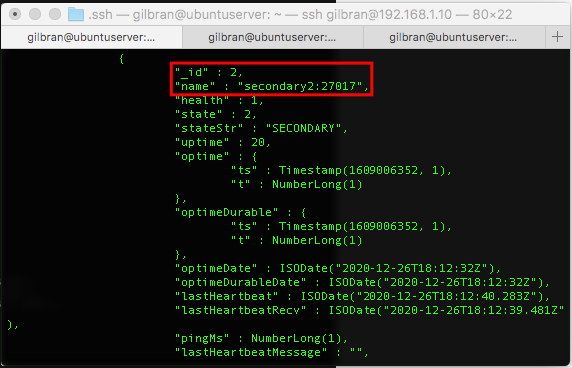 .ssh — gilbran@ubuntuserver: ~ — ssh gilbran@192.168.1.10 — 80×22
gilbran@ubuntuserver:... gilbran@ubuntuserver:... gilbran@ubuntuserver:... +
{
"_id" : 2,
"name" : "secondary2:27017",
"health" : 1,
"state" : 2,
"stateStr" : "SECONDARY",
"uptime" : 20,
"optime" : {
"ts" : Timestamp(1609006352, 1),
"t" : NumberLong(1)
},
"optimeDurable" : {
"ts" : Timestamp(1609006352, 1),
"t" : NumberLong(1)
},
"optimeDate" : ISODate("2020-12-26T18:12:32Z"),
"optimeDurableDate" : ISODate("2020-12-26T18:12:32Z"),
"lastHeartbeat" : ISODate("2020-12-26T18:12:40.283Z"),
"lastHeartbeatRecv" : ISODate("2020-12-26T18:12:39.481Z"
),
"pingMs" : NumberLong(1),
"lastHeartbeatMessage" : "",